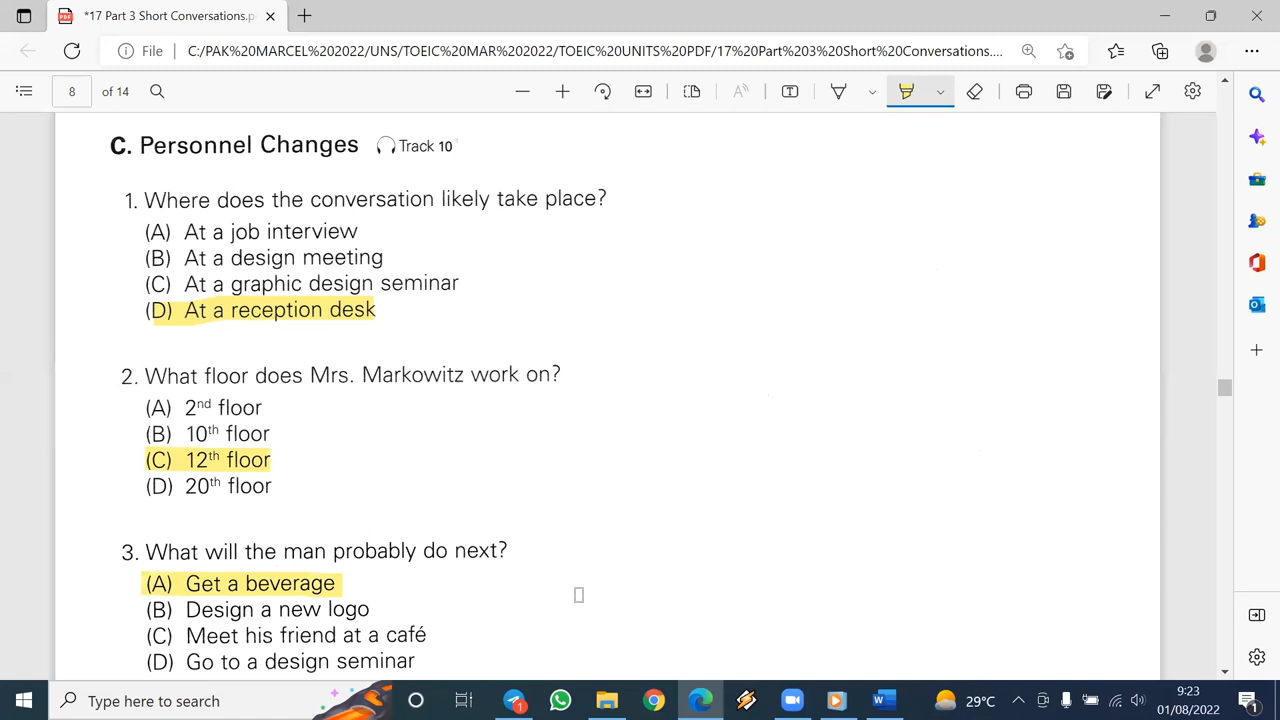 *17 Part 3 Short Conversations.p
File C:/PAK%20MARCEL%202022/UNS/TOEIC%20MAR%202022/TOEIC%20UNITS%20PDF/17%20Part%203%20Short%20Conversations....
8 of 14
C. Personnel Changes Track 10
1. Where does the conversation likely take place?
(A) At a job interview
(B) At a design meeting
(C) At a graphic design seminar
(D) At a reception desk
2. What floor does Mrs. Markowitz work on?
(A) 2nd floor
(B) 10th floor
(C) 12th floor
(D) 20th floor
3. What will the man probably do next?
(A) Get a beverage
(B) Design a new logo
(C) Meet his friend at a café
(D) Go to a design seminar
Type here to search
29°C
9:23
01/08/2022